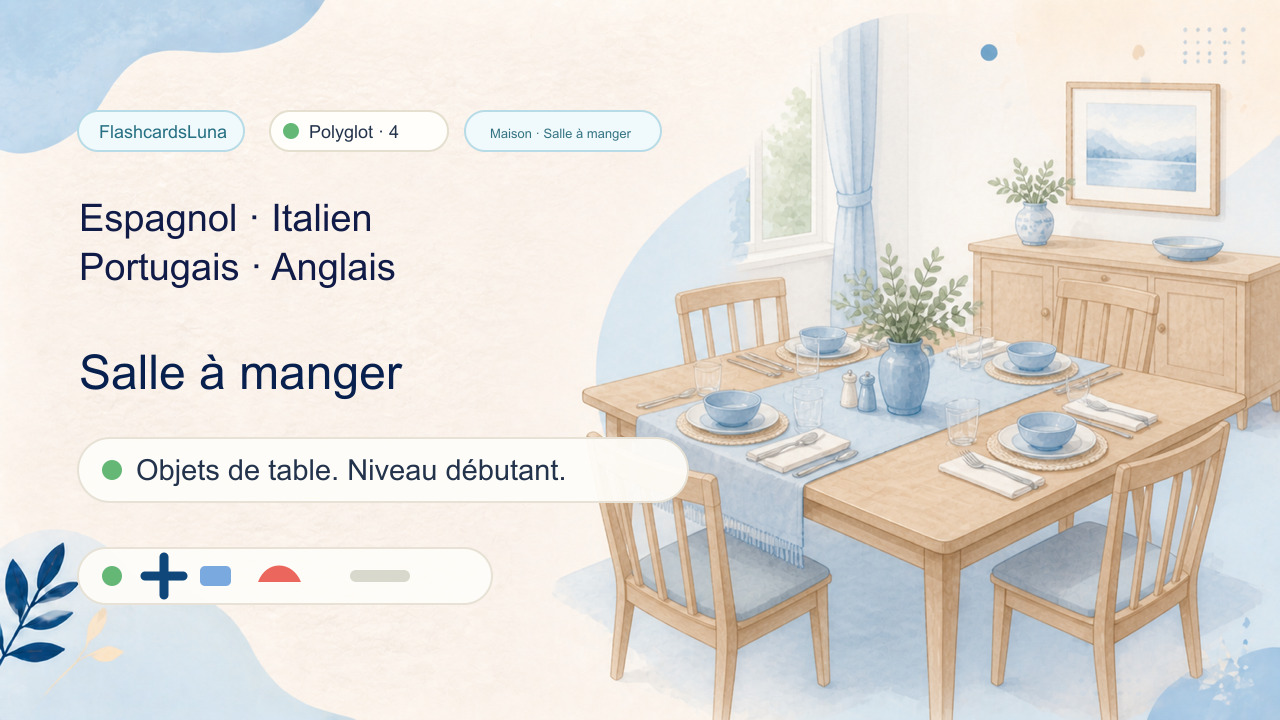 FlashcardsLuna
Polyglot · 4
Maison · Salle à manger
Espagnol · Italien
Portugais · Anglais
Salle à manger
Objets de table. Niveau débutant.